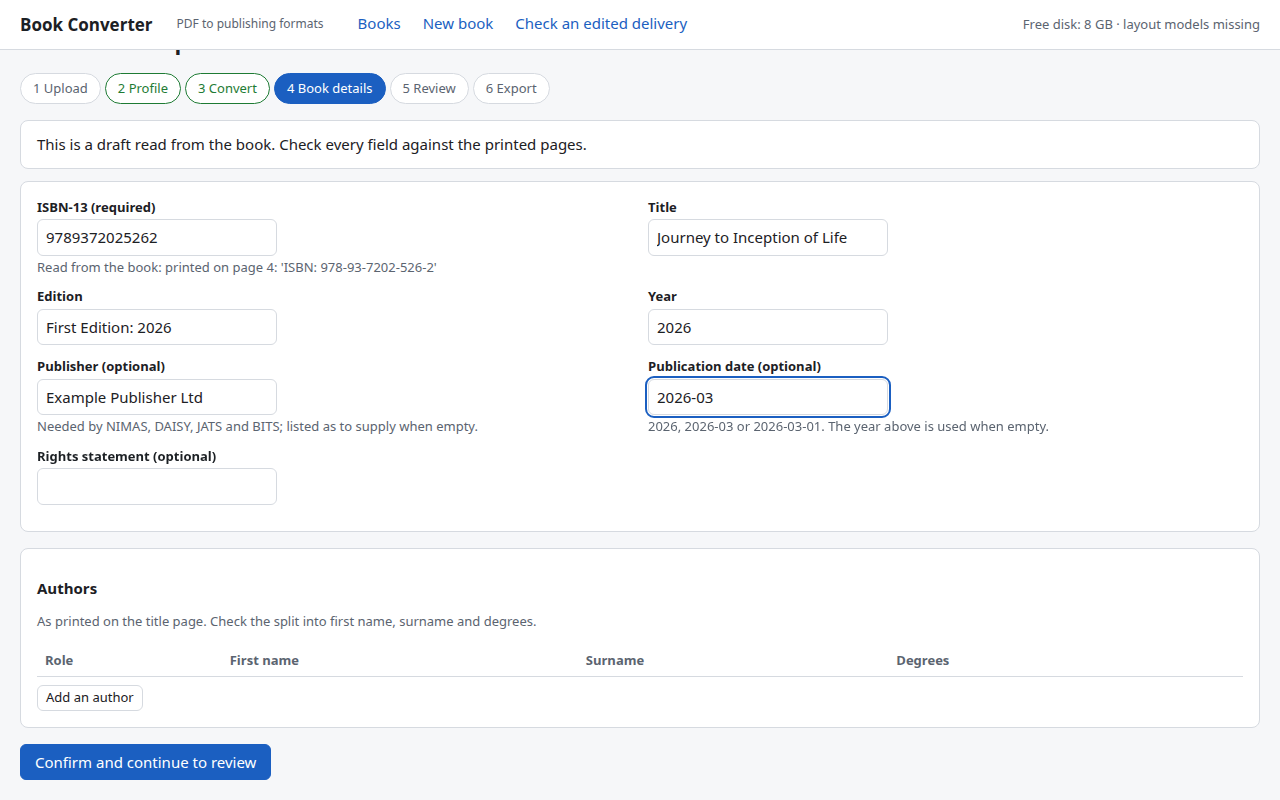 Book Converter PDF to publishing formats Books New book Check an edited delivery Free disk: 8 GB · layout models missing
1 Upload 2 Profile 3 Convert 4 Book details 5 Review 6 Export
This is a draft read from the book. Check every field against the printed pages.
ISBN-13 (required) Title
9789372025262 Journey to Inception of Life
Read from the book: printed on page 4: 'ISBN: 978-93-7202-526-2'
Edition Year
First Edition: 2026 2026
Publisher (optional) Publication date (optional)
Example Publisher Ltd 2026-03
Needed by NIMAS, DAISY, JATS and BITS; listed as to supply when empty. 2026, 2026-03 or 2026-03-01. The year above is used when empty.
Rights statement (optional)
Authors
As printed on the title page. Check the split into first name, surname and degrees.
Role First name Surname Degrees
Add an author
Confirm and continue to review